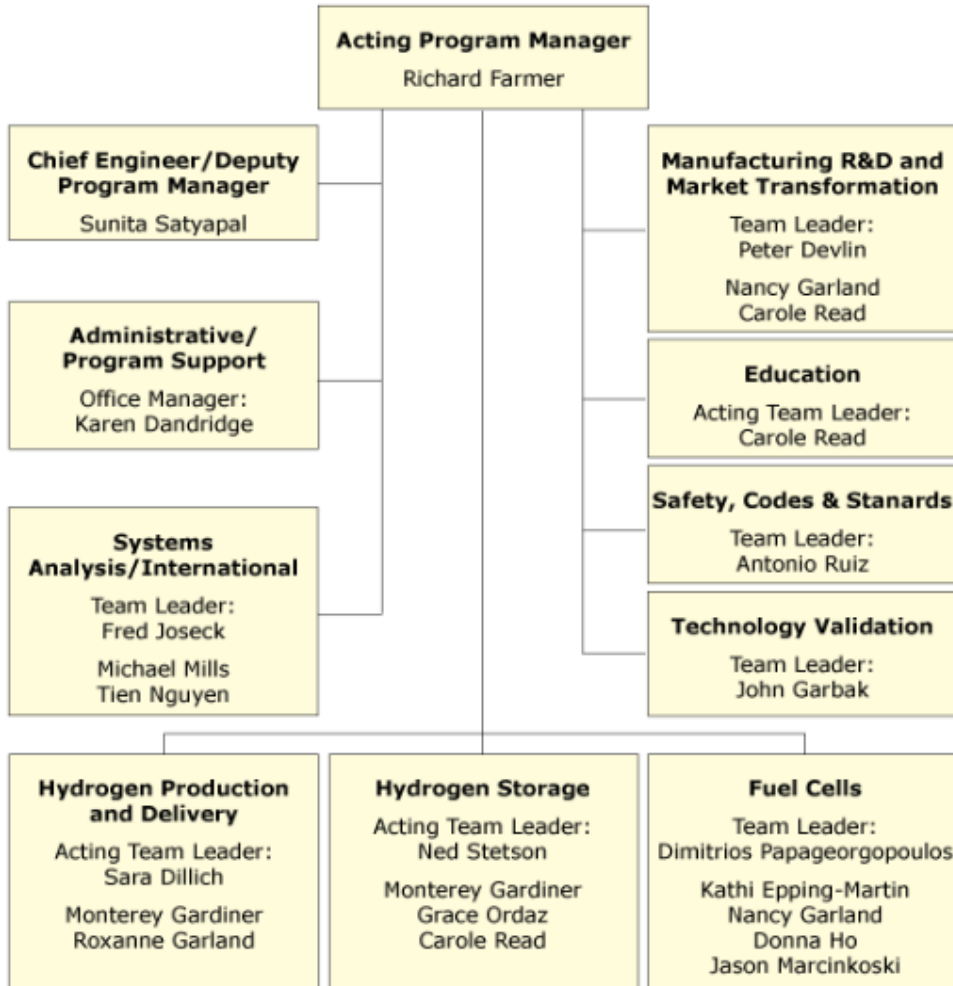 Acting Program Manager
Richard Farmer
Chief Engineer/Deputy
Program Manager
Sunita Satyapal
Administrative/
Program Support
Office Manager:
Karen Dandridge
Systems
Analysis/International
Team Leader:
Fred Joseck
Michael Mills
Tien Nguyen
Manufacturing R&D and
Market Transformation
Team Leader:
Peter Devlin
Nancy Garland
Carole Read
Education
Acting Team Leader:
Carole Read
Safety, Codes & Stanards
Team Leader:
Antonio Ruiz
Technology Validation
Team Leader:
John Garbak
Hydrogen Production
and Delivery
Acting Team Leader:
Sara Dillich
Monterey Gardiner
Roxanne Garland
Hydrogen Storage
Acting Team Leader:
Ned Stetson
Monterey Gardiner
Grace Ordaz
Carole Read
Fuel Cells
Team Leader:
Dimitrios Papageorgopoulos
Kathi Epping-Martin
Nancy Garland
Donna Ho
Jason Marcinkoski